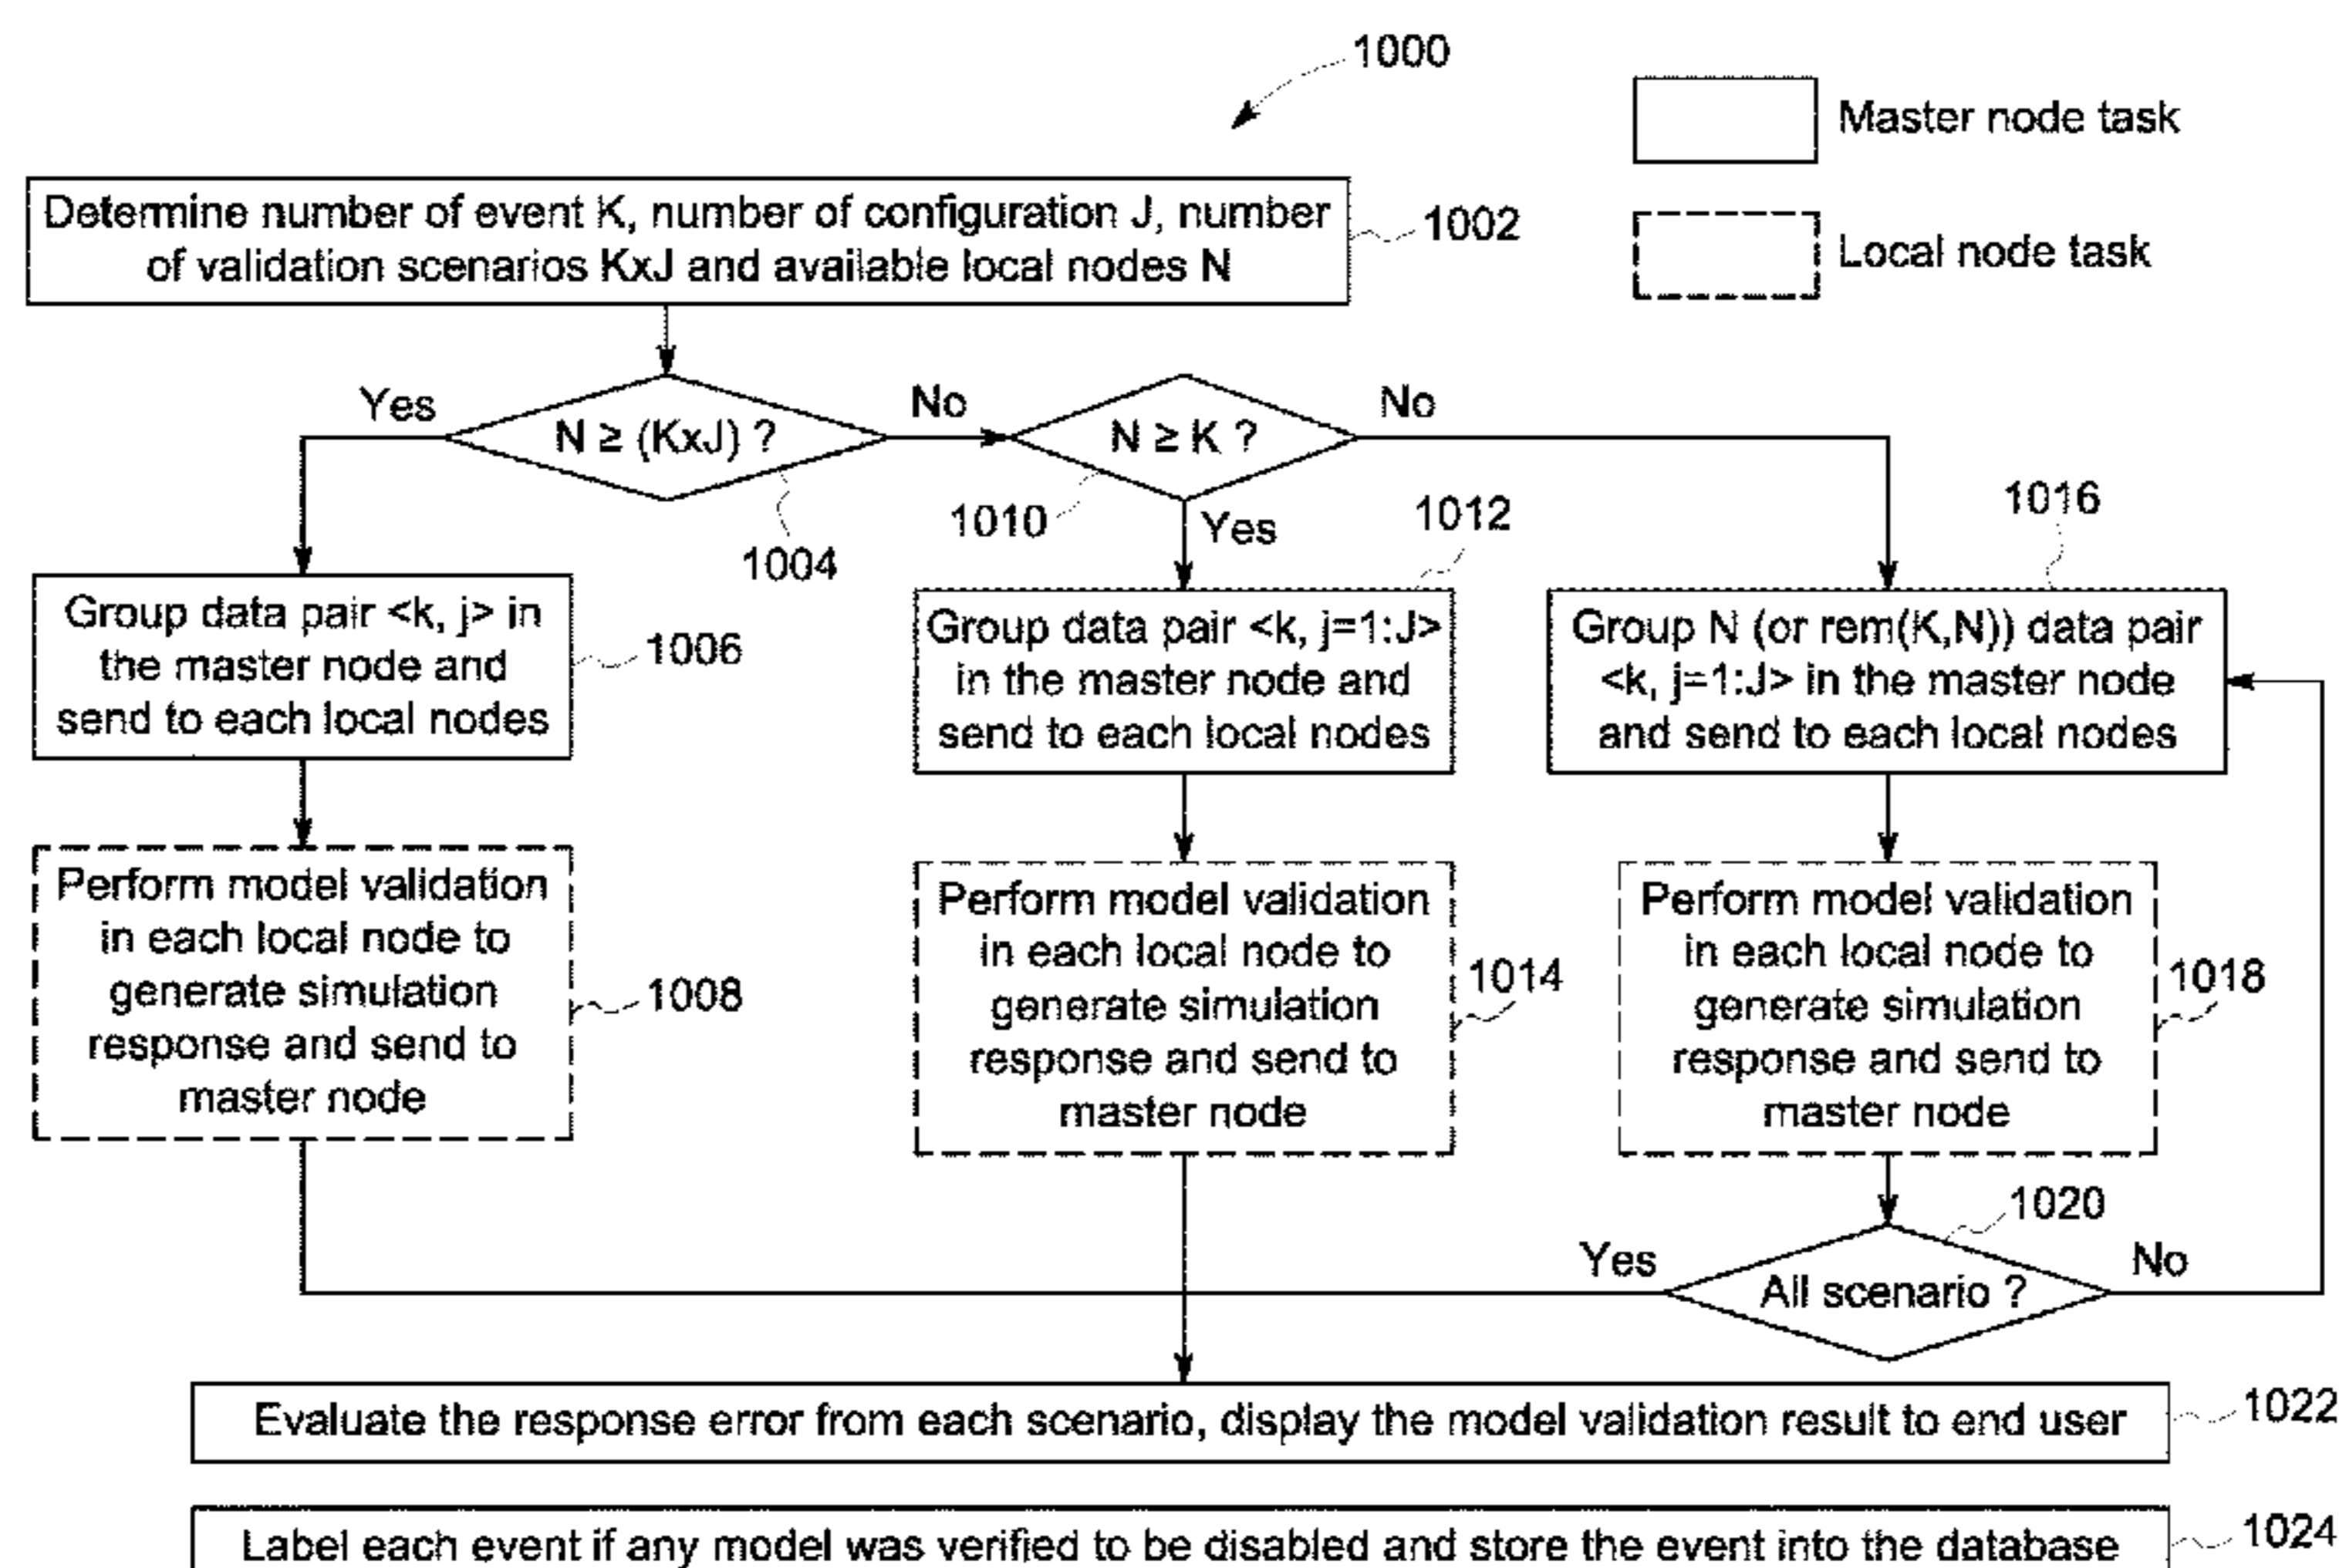 1000
Master node task
Local node task
Determine number of event K, number of configuration J, number
of validation scenarios KxJ and available local nodes N
1002
Yes
N ≥ (KxJ) ?
No
N ≥ K ?
No
1004
1010
Yes
1012
1016
Group data pair <k, j> in
the master node and
send to each local nodes
1006
Group data pair <k, j=1:J>
in the master node and
send to each local nodes
Group N (or rem(K,N)) data pair
<k, j=1:J> in the master node
and send to each local nodes
Perform model validation
in each local node to
generate simulation
response and send to
master node
1008
Perform model validation
in each local node to
generate simulation
response and send to
master node
1014
Perform model validation
in each local node to
generate simulation
response and send to
master node
1018
1020
Yes
All scenario ?
No
Evaluate the response error from each scenario, display the model validation result to end user
1022
Label each event if any model was verified to be disabled and store the event into the database
1024